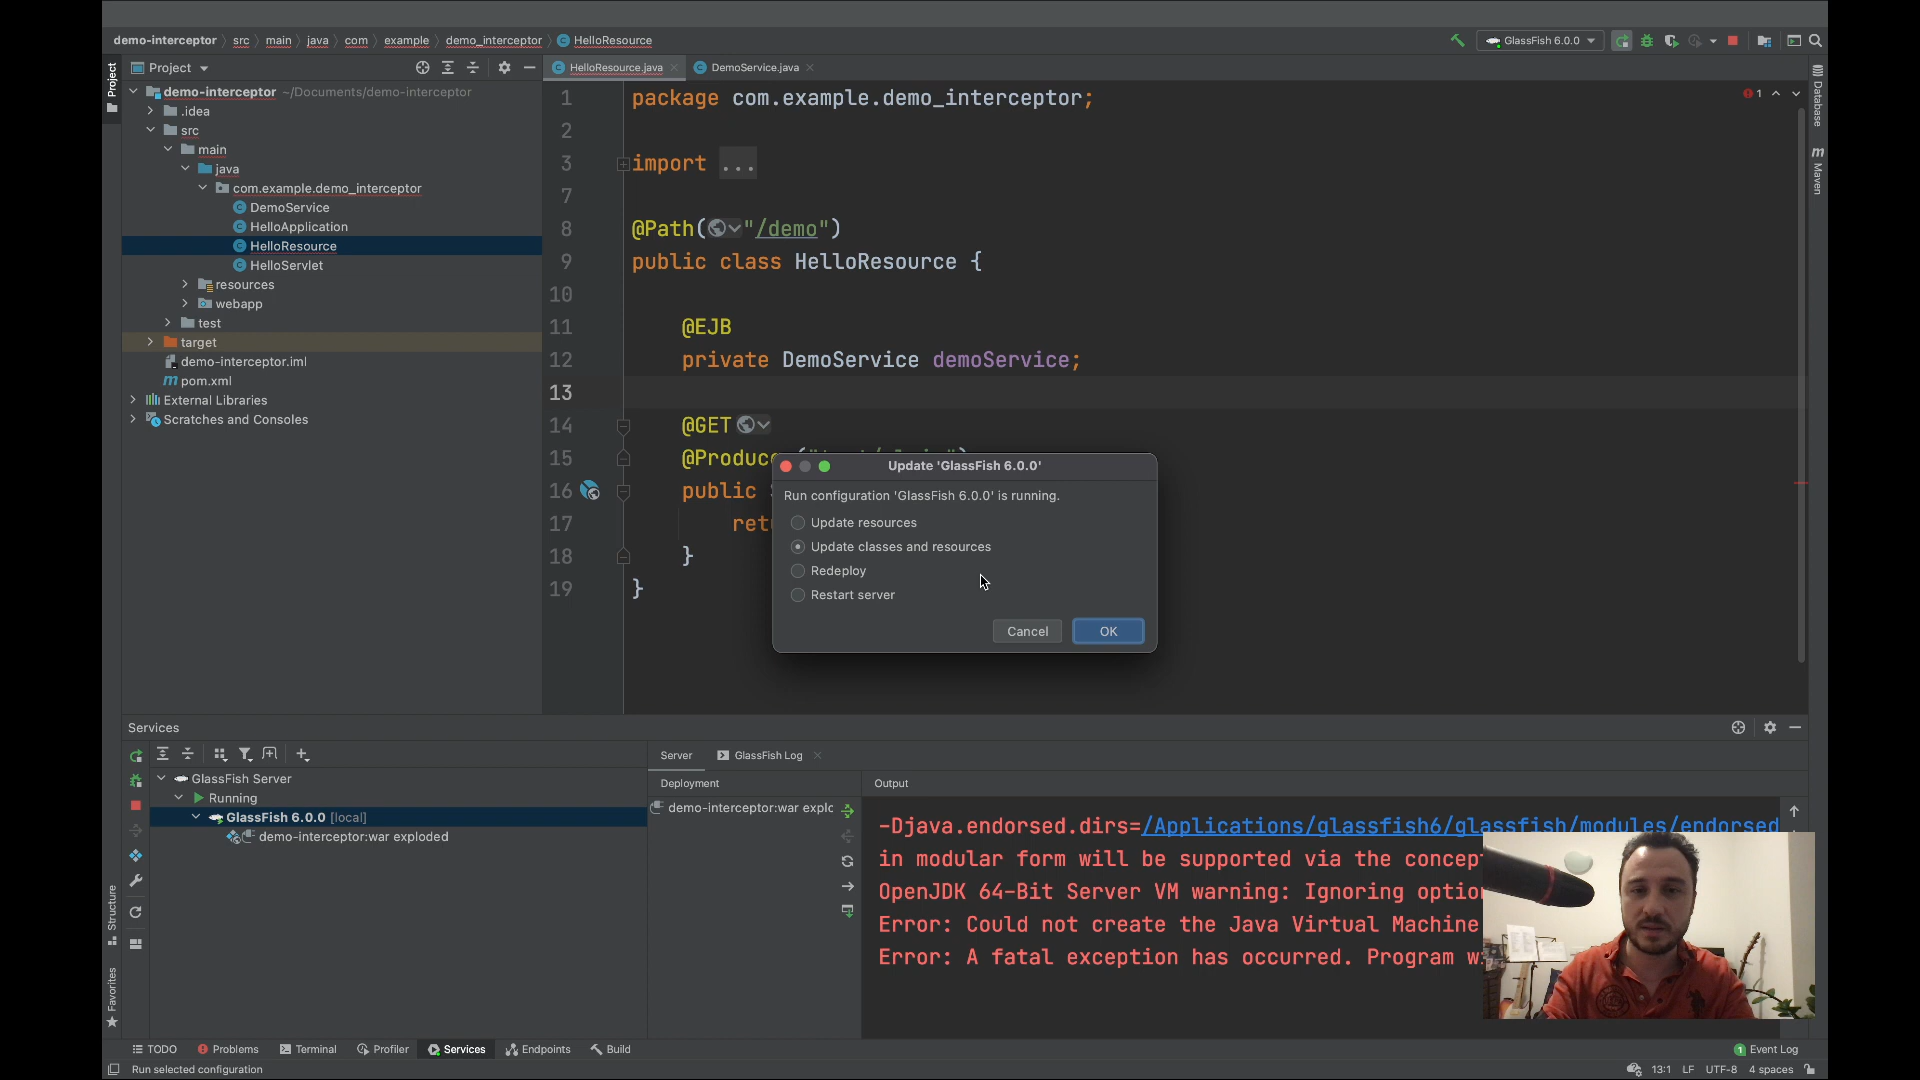 demo-interceptor src main java com example demo_interceptor HelloResource
GlassFish 6.0.0
Project
HelloResource.java
DemoService.java
demo-interceptor ~/Documents/demo-interceptor
.idea
src
main
java
com.example.demo_interceptor
DemoService
HelloApplication
HelloResource
HelloServlet
resources
webapp
test
target
demo-interceptor.iml
pom.xml
External Libraries
Scratches and Consoles
Project
Structure
Favorites
1 package com.example.demo_interceptor;
2
3 import ...
7
8 @Path("/demo")
9 public class HelloResource {
10
11 @EJB
12 private DemoService demoService;
13
14 @GET
15
16 public
17
18 }
19 }
1
Database
Maven
Update 'GlassFish 6.0.0'
Run configuration 'GlassFish 6.0.0' is running.
Update resources
Update classes and resources
Redeploy
Restart server
Cancel OK
Services
GlassFish Server
Running
GlassFish 6.0.0 [local]
demo-interceptor:war exploded
Server
GlassFish Log
Deployment
Output
demo-interceptor:war explo
-Djava.endorsed.dirs=/Applications/glassfish6/glassfish/modules/endorsed
in modular form will be supported via the concep
OpenJDK 64-Bit Server VM warning: Ignoring optio
Error: Could not create the Java Virtual Machine
Error: A fatal exception has occurred. Program w
TODO Problems Terminal Profiler Services Endpoints Build
1 Event Log
Run selected configuration
13:1 LF UTF-8 4 spaces